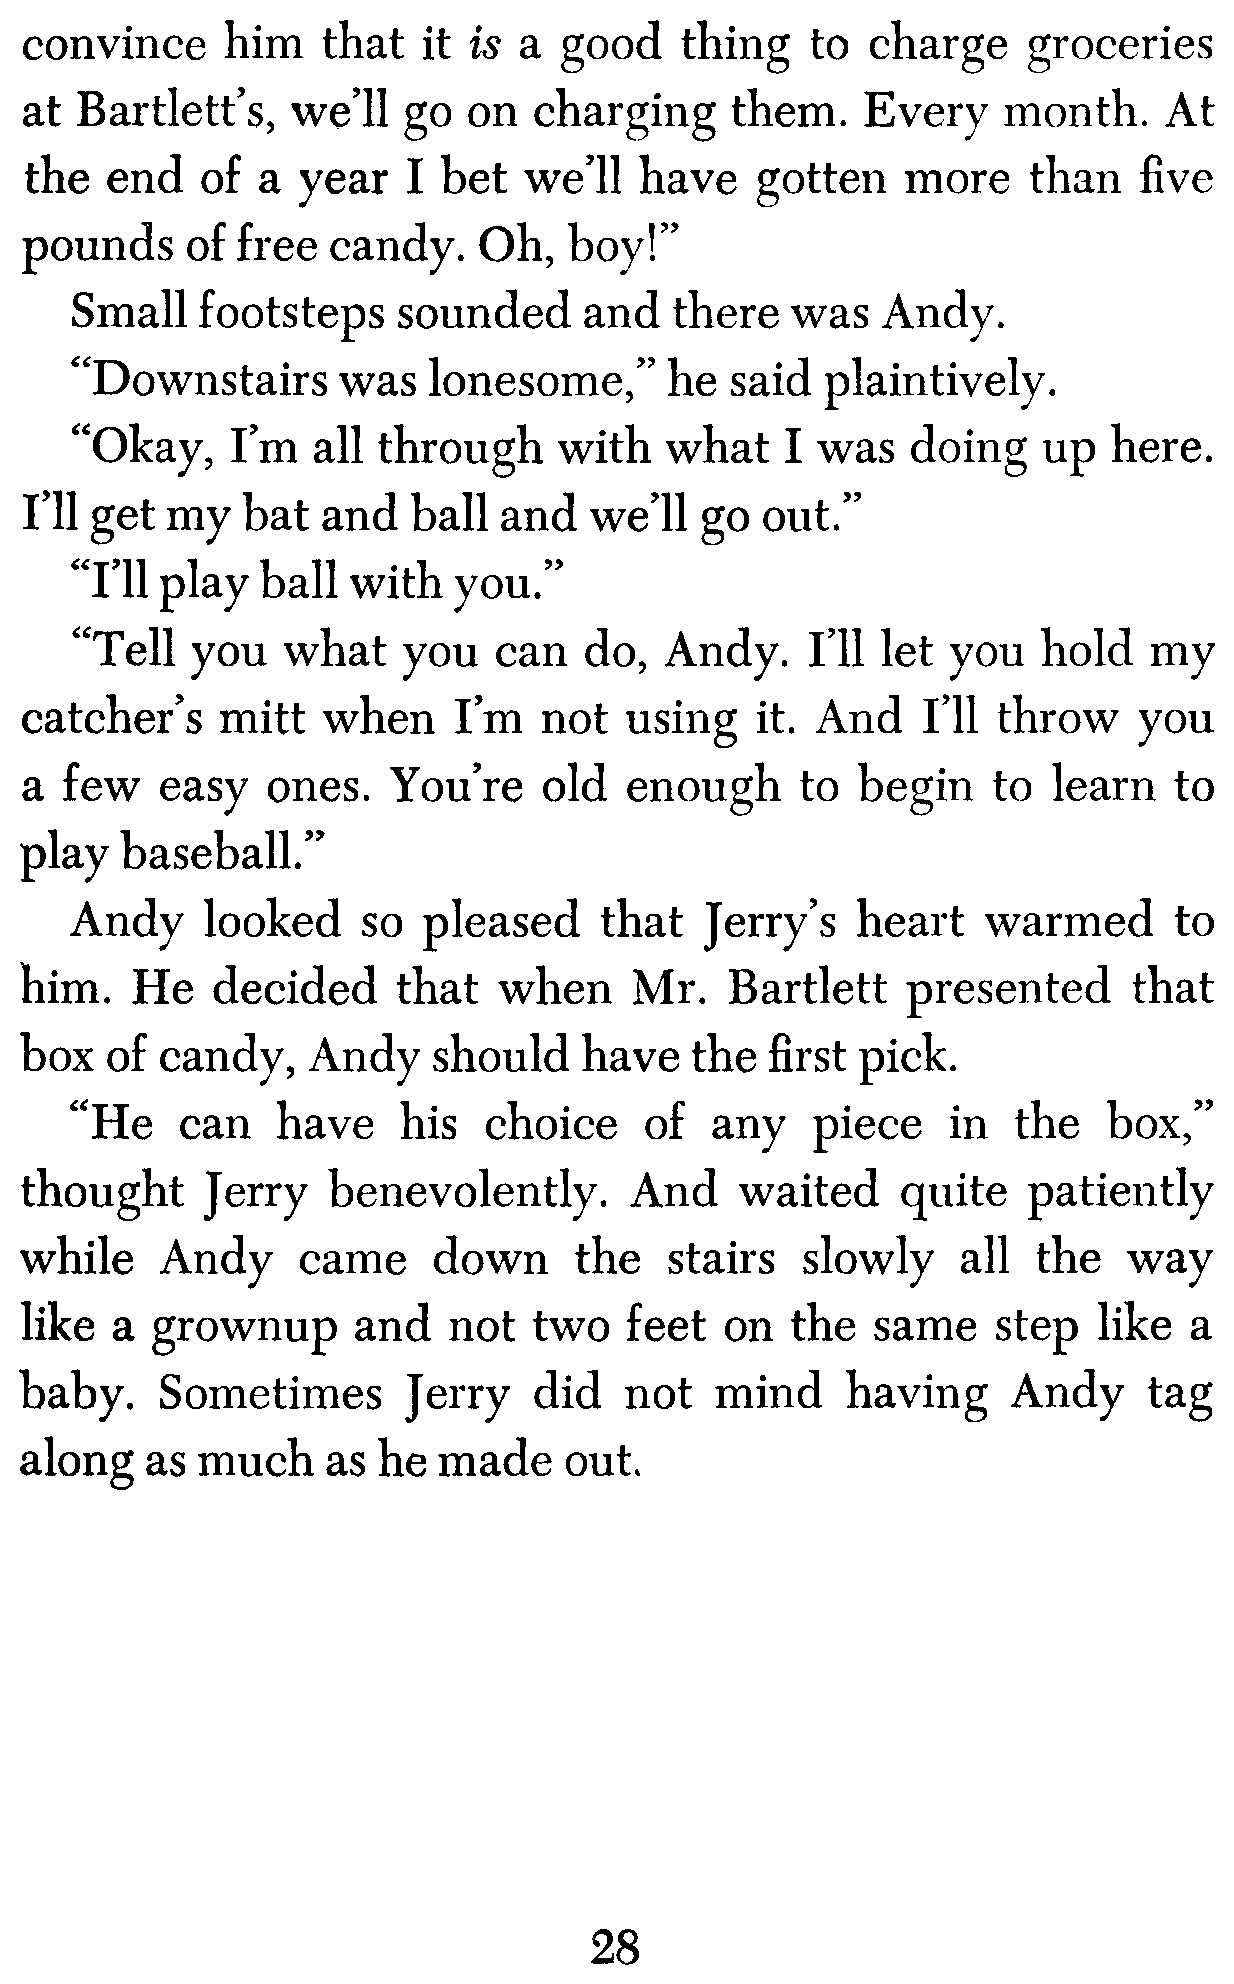 convince him that it is a good thing to charge groceries
at Bartlett's, we'll go on charging them. Every month. At
the end of a year I bet we'll have gotten more than five
pounds of free candy. Oh, boy!”
Small footsteps sounded and there was Andy.
“Downstairs was lonesome,” he said plaintively.
“Okay, I'm all through with what I was doing up here.
I'll get my bat and ball and we'll go out.”
“I'll play ball with you.”
“Tell you what you can do, Andy. I'll let you hold my
catcher's mitt when I'm not using it. And I'll throw you
a few easy ones. You're old enough to begin to learn to
play baseball.”
Andy looked so pleased that Jerry's heart warmed to
him. He decided that when Mr. Bartlett presented that
box of candy, Andy should have the first pick.
“He can have his choice of any piece in the box,”
thought Jerry benevolently. And waited quite patiently
while Andy came down the stairs slowly all the way
like a grownup and not two feet on the same step like a
baby. Sometimes Jerry did not mind having Andy tag
along as much as he made out.
28